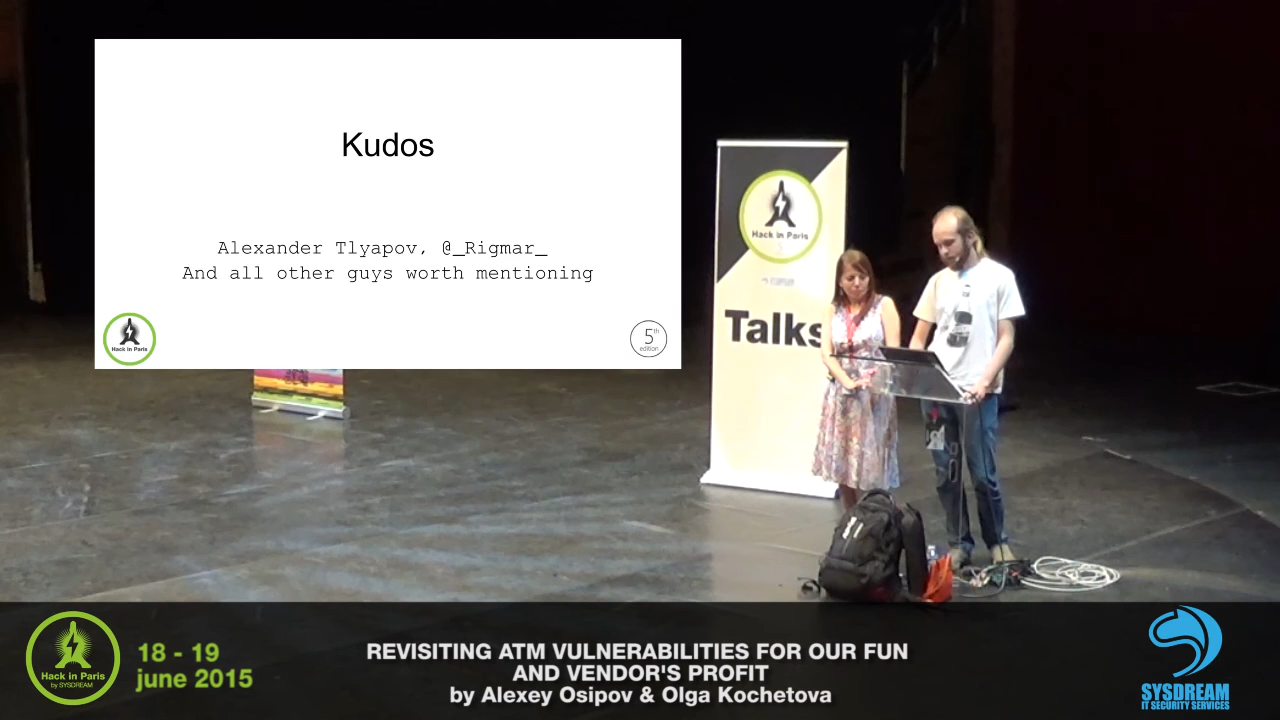 Kudos
Alexander Tlyapov, @_Rigmar_
And all other guys worth mentioning
Hack in Paris
5th
edition
Hack in Paris
Talks
Hack in Paris
by SYSDREAM
18 - 19
june 2015
REVISITING ATM VULNERABILITIES FOR OUR FUN
AND VENDOR'S PROFIT
by Alexey Osipov & Olga Kochetova
SYSDREAM
IT SECURITY SERVICES